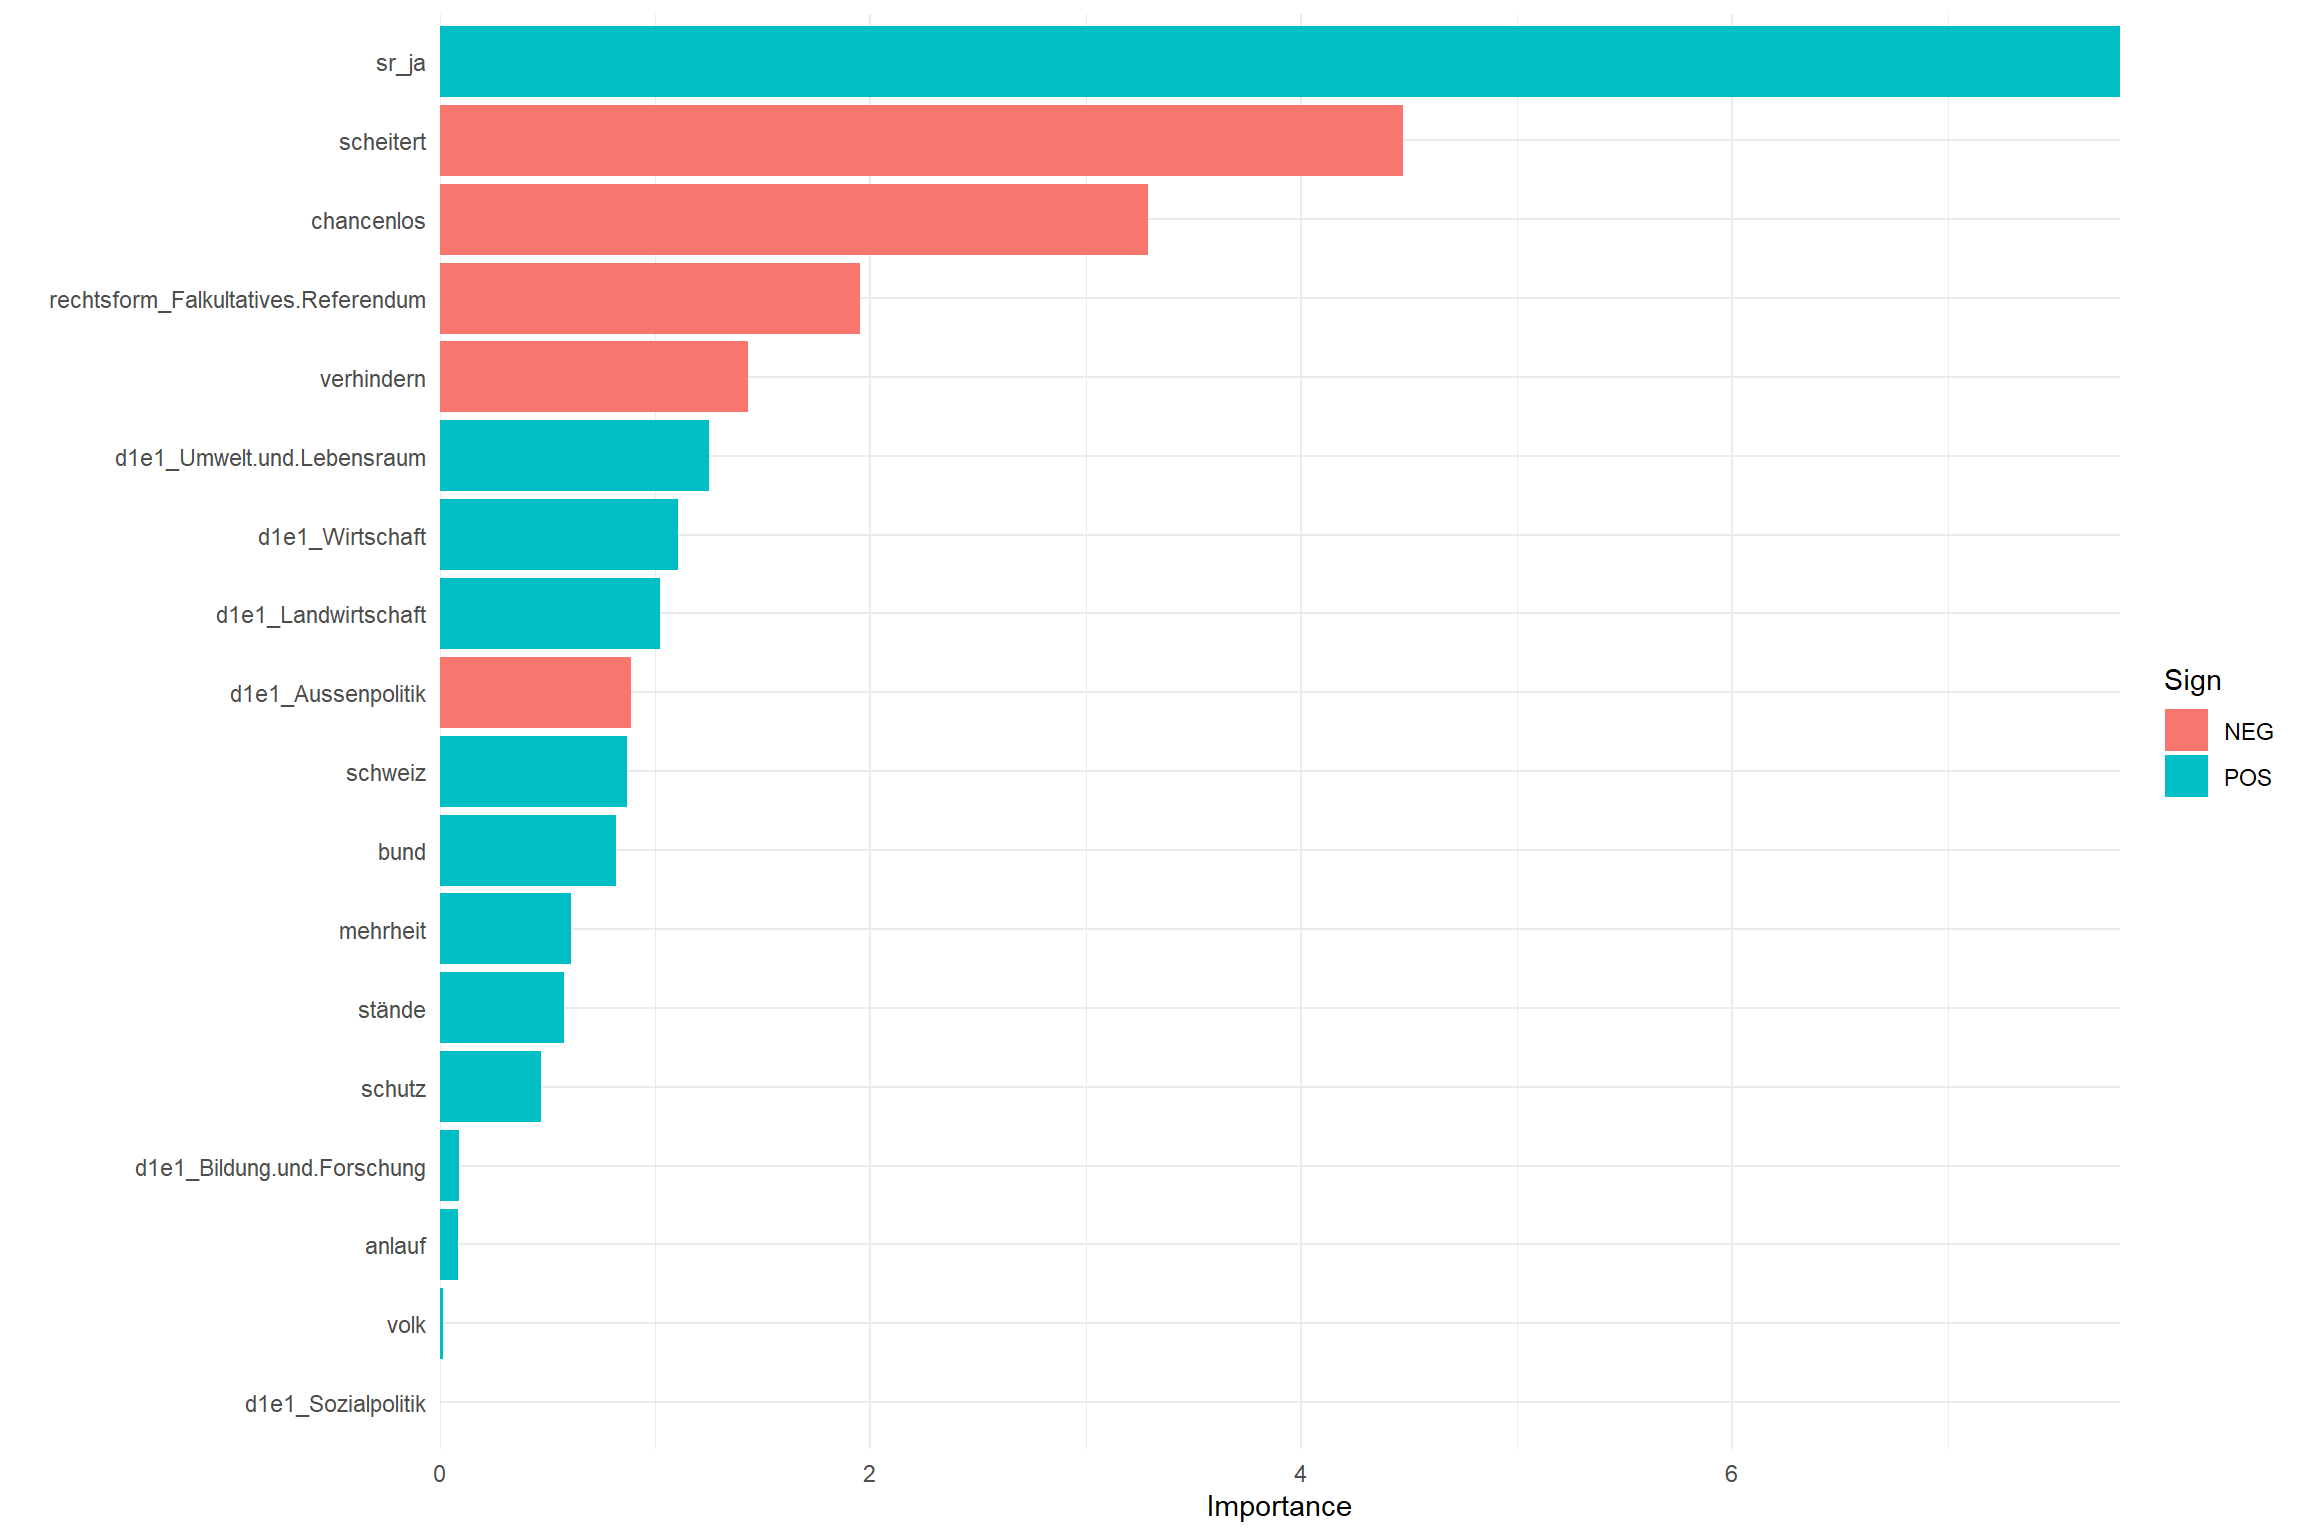 sr_ja
scheitert
chancenlos
rechtsform_Falkultatives.Referendum
verhindern
d1e1_Umwelt.und.Lebensraum
d1e1_Wirtschaft
d1e1_Landwirtschaft
d1e1_Aussenpolitik
schweiz
bund
mehrheit
stände
schutz
d1e1_Bildung.und.Forschung
anlauf
volk
d1e1_Sozialpolitik
0 2 4 6
Importance
Sign
NEG
POS